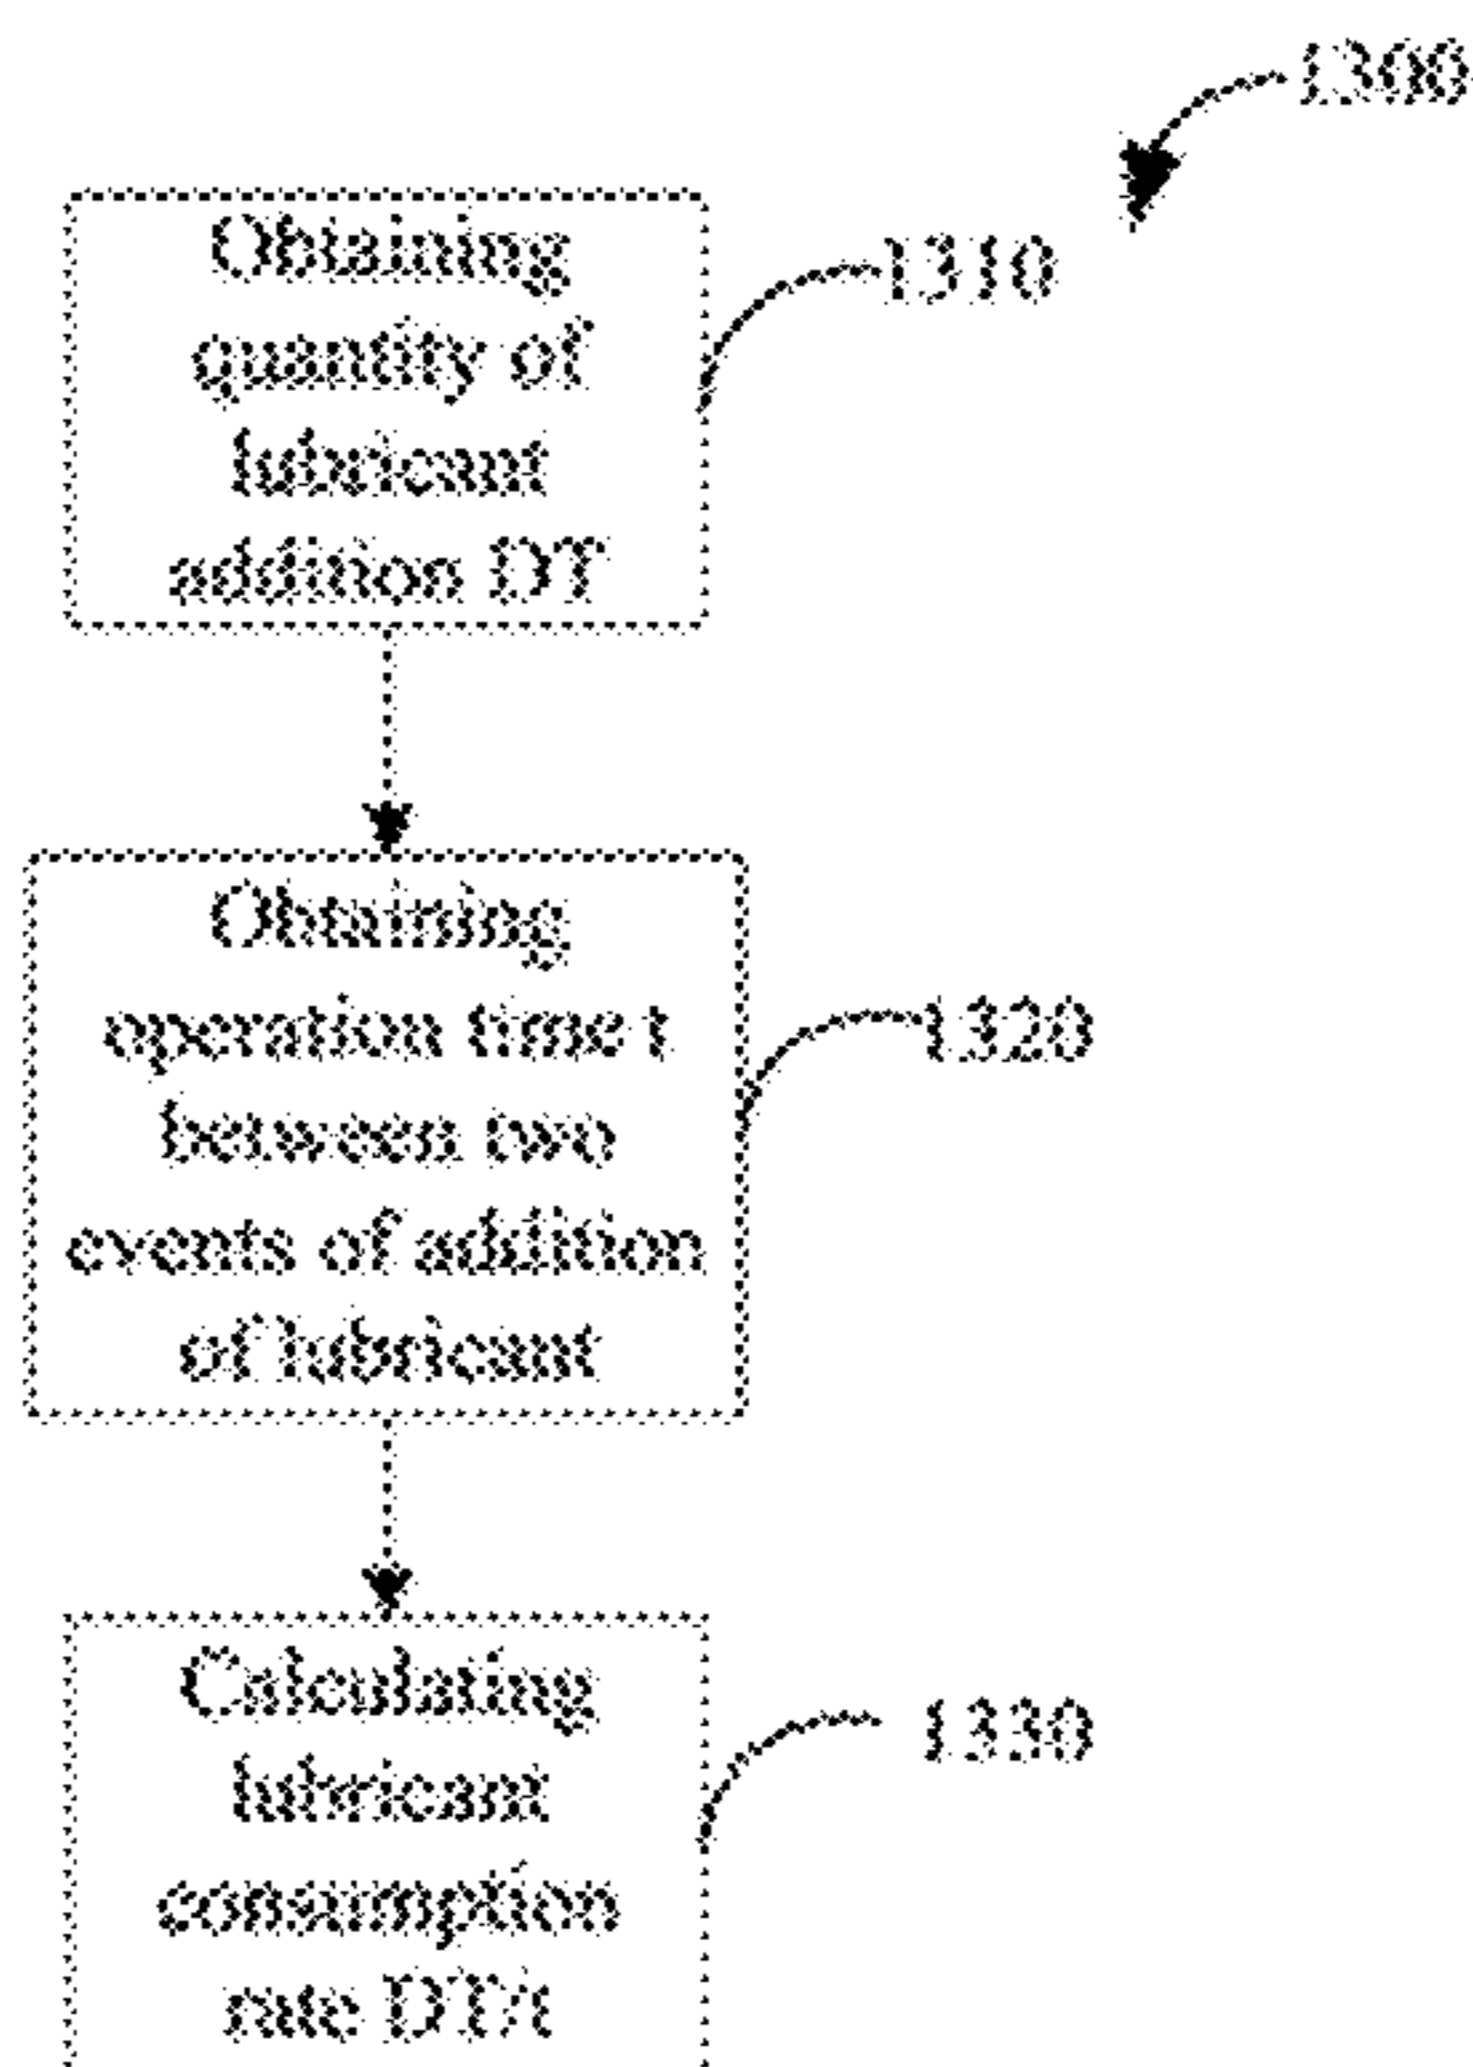 1300
Obtaining
quantity of
lubricant
addition DT
1310
Obtaining
operation time t
between two
events of addition
of lubricant
1320
Calculating
lubricant
consumption
rate DT/t
1330